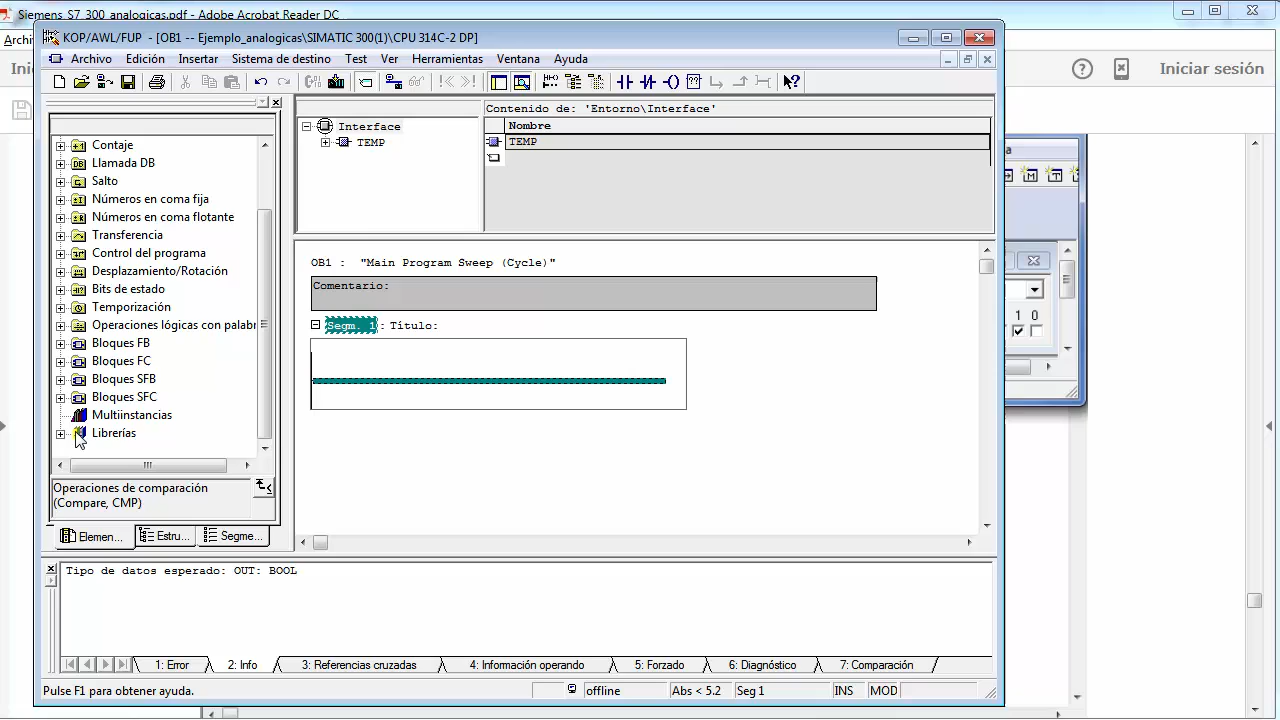 Siemens_S7_300_analogicas.pdf - Adobe Acrobat Reader DC
KOP/AWL/FUP - [OB1 -- Ejemplo_analogicas\SIMATIC 300(1)\CPU 314C-2 DP]
Archivo Edición Insertar Sistema de destino Test Ver Herramientas Ventana Ayuda
Iniciar sesión
Contenido de: 'Entorno\Interface'
Interface
TEMP
Nombre
TEMP
Contaje
Llamada DB
Salto
Números en coma fija
Números en coma flotante
Transferencia
Control del programa
Desplazamiento/Rotación
Bits de estado
Temporización
Operaciones lógicas con palabr
Bloques FB
Bloques FC
Bloques SFB
Bloques SFC
Multiinstancias
Librerías
Operaciones de comparación
(Compare, CMP)
Elemen... Estru... Segme...
OB1 : "Main Program Sweep (Cycle)"
Comentario:
Segm. 1: Título:
1 0
Tipo de datos esperado: OUT: BOOL
1: Error 2: Info 3: Referencias cruzadas 4: Información operando 5: Forzado 6: Diagnóstico 7: Comparación
Pulse F1 para obtener ayuda. offline Abs < 5.2 Seg 1 INS MOD